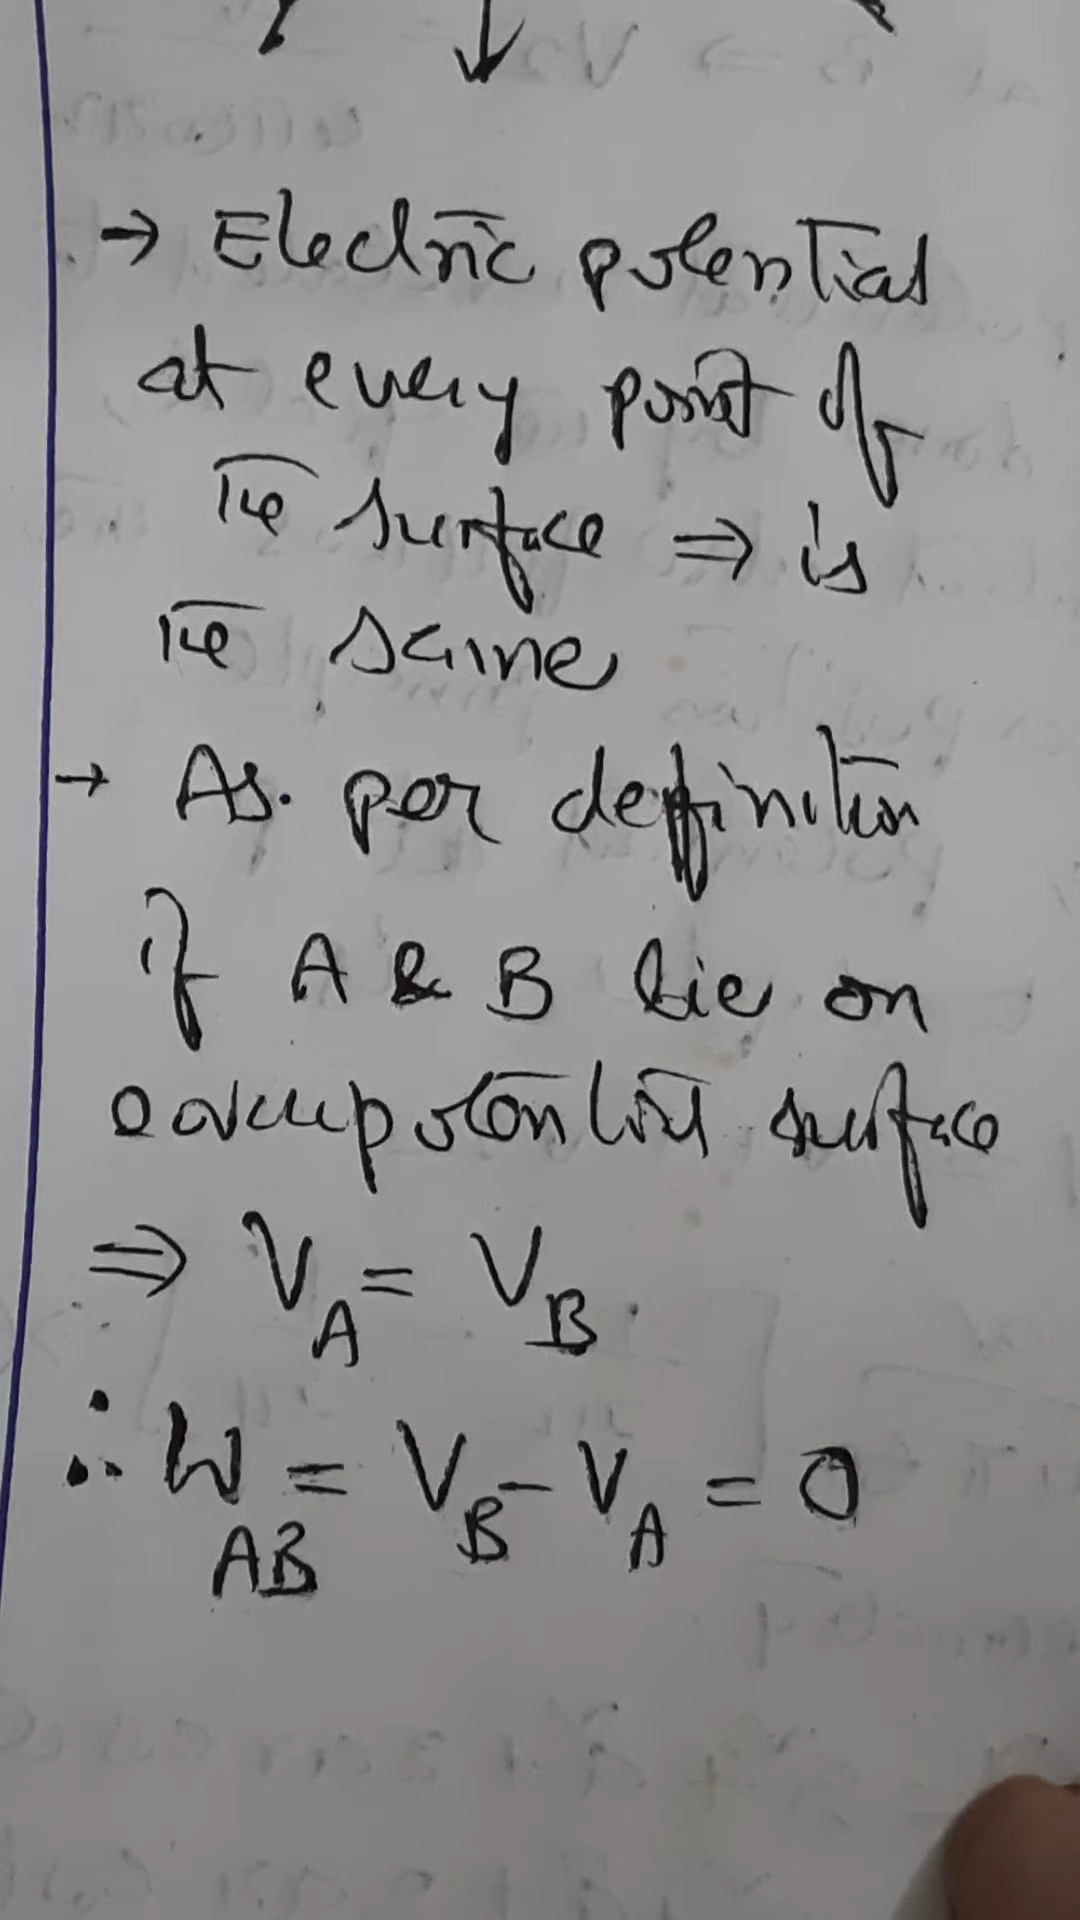 → Electric potential
at every point of
the surface ⇒ is
the same
→ As. per definition
if A & B lie on
surface
⇒ V_A = V_B.
∴ W_AB = V_B - V_A = 0